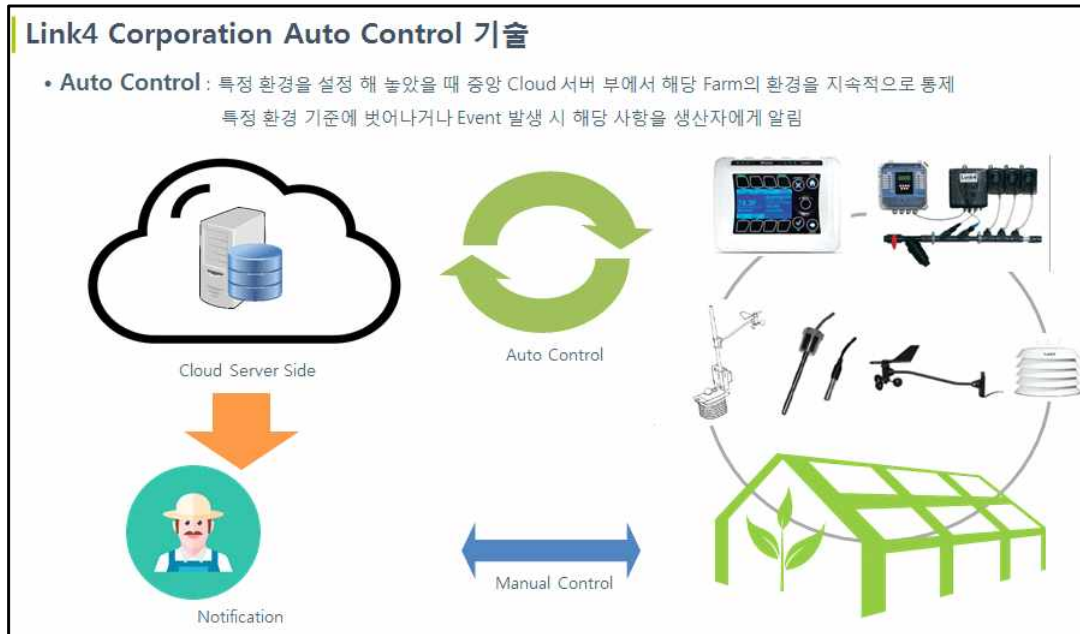 Link4 Corporation Auto Control 기술
• Auto Control : 특정 환경을 설정 해 놓았을 때 중앙 Cloud 서버 부에서 해당 Farm의 환경을 지속적으로 통제
특정 환경 기준에 벗어나거나 Event 발생 시 해당 사항을 생산자에게 알림
Link4
Auto Control
Cloud Server Side
Manual Control
Notification